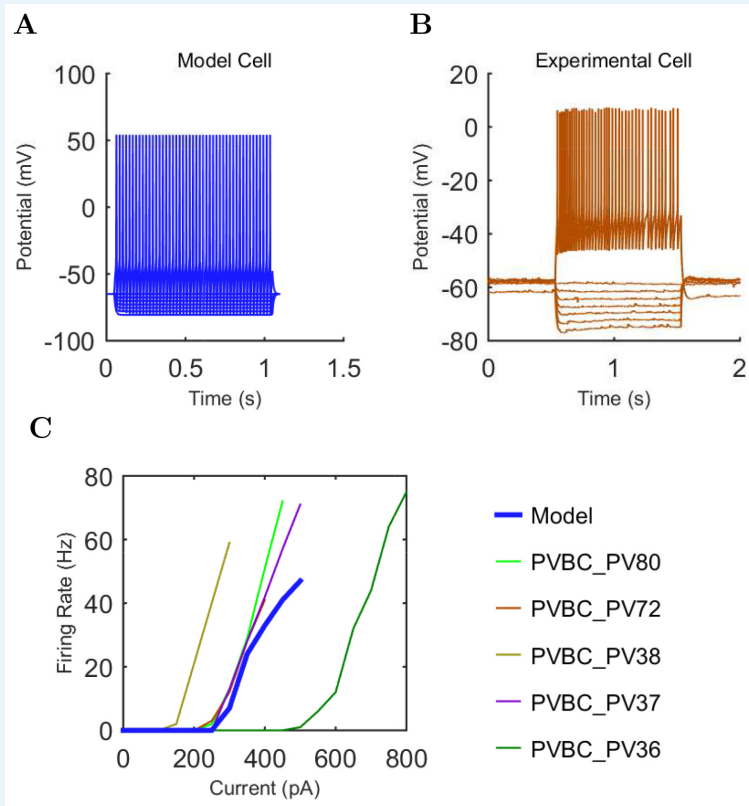 A
Model Cell
100
50
0
-50
-100
Potential (mV)
0 0.5 1 1.5
Time (s)
B
Experimental Cell
20
0
-20
-40
-60
-80
Potential (mV)
0 1 2
Time (s)
C
80
60
40
20
0
Firing Rate (Hz)
0 200 400 600 800
Current (pA)
Model
PVBC_PV80
PVBC_PV72
PVBC_PV38
PVBC_PV37
PVBC_PV36